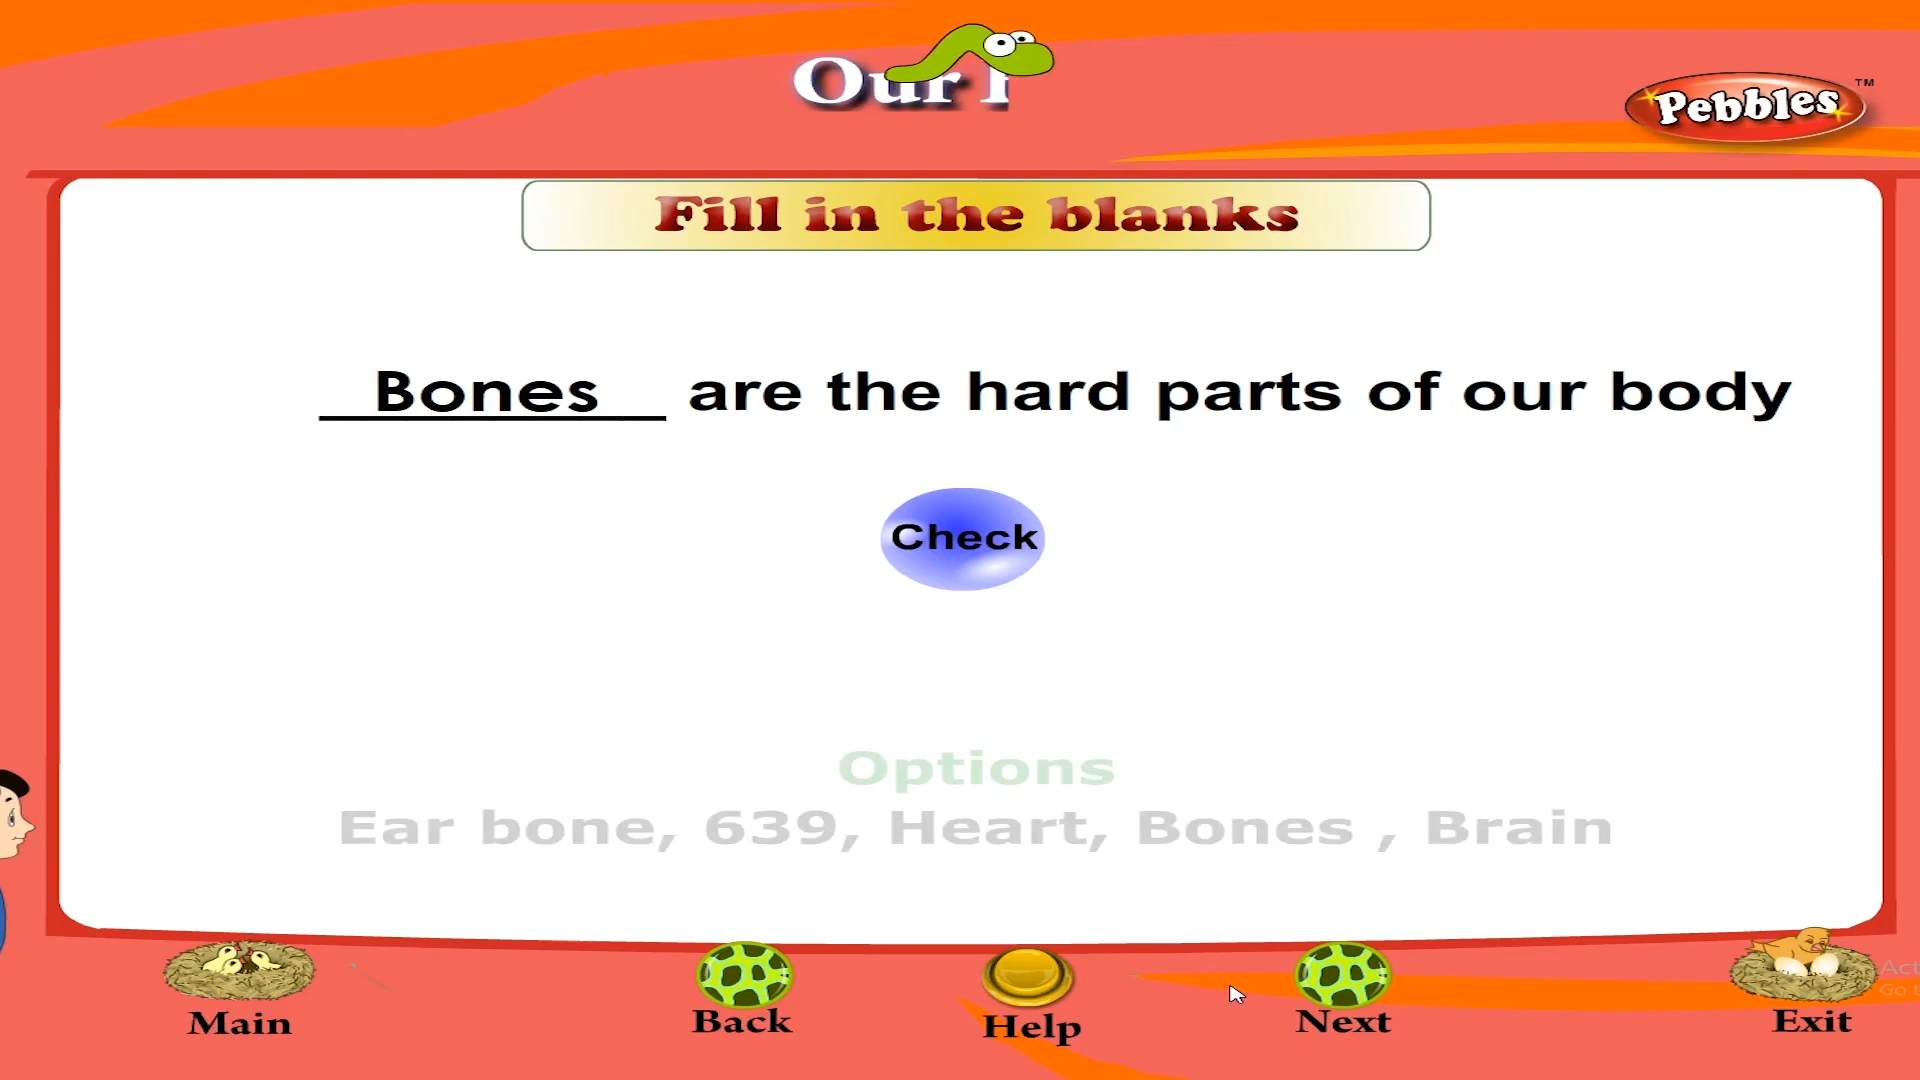 Our
Pebbles™
Fill in the blanks
Bones are the hard parts of our body
Check
Options
Ear bone, 639, Heart, Bones , Brain
Main
Back
Help
Next
Exit